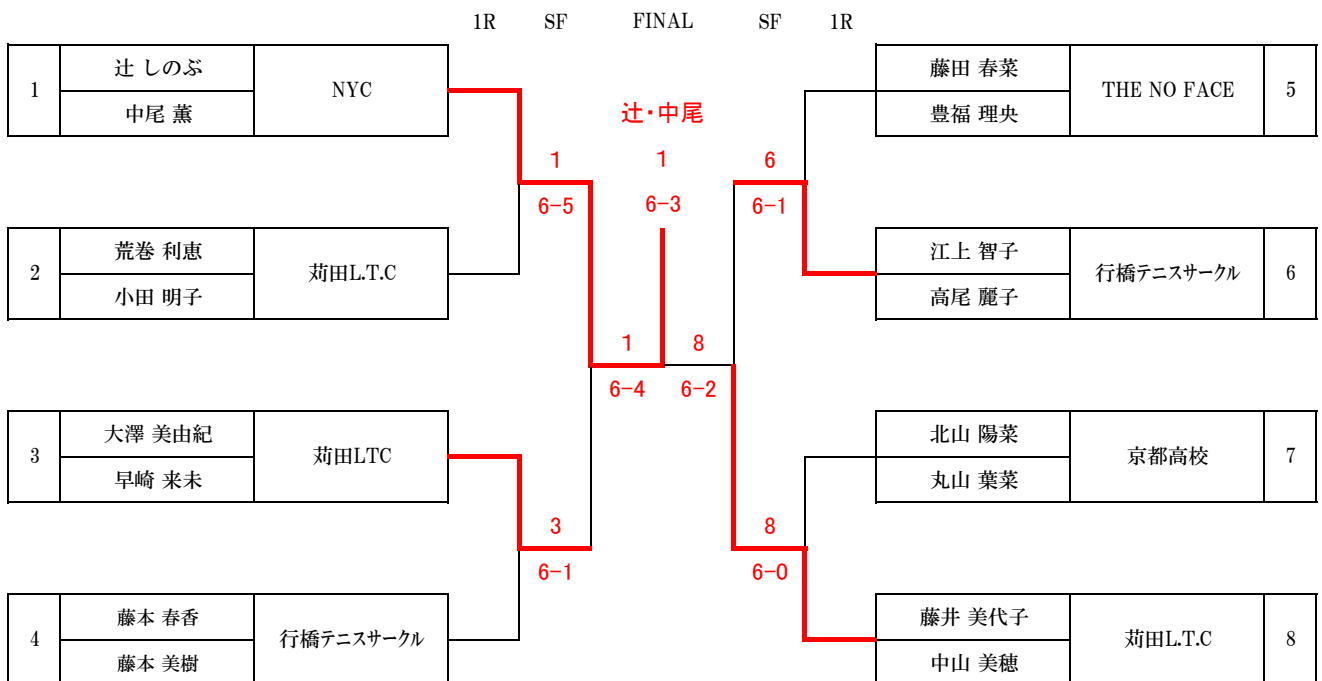 1R SF FINAL SF 1R
1 辻 しのぶ 中尾 薫 NYC
2 荒巻 利恵 小田 明子 苅田L.T.C
3 大澤 美由紀 早崎 来未 苅田LTC
4 藤本 春香 藤本 美樹 行橋テニスサークル
1
6-5
3
6-1
1
6-4
辻・中尾
1
6-3
8
6-2
6
6-1
8
6-0
藤田 春菜 豊福 理央 THE NO FACE 5
江上 智子 高尾 麗子 行橋テニスサークル 6
北山 陽菜 丸山 葉菜 京都高校 7
藤井 美代子 中山 美穂 苅田L.T.C 8